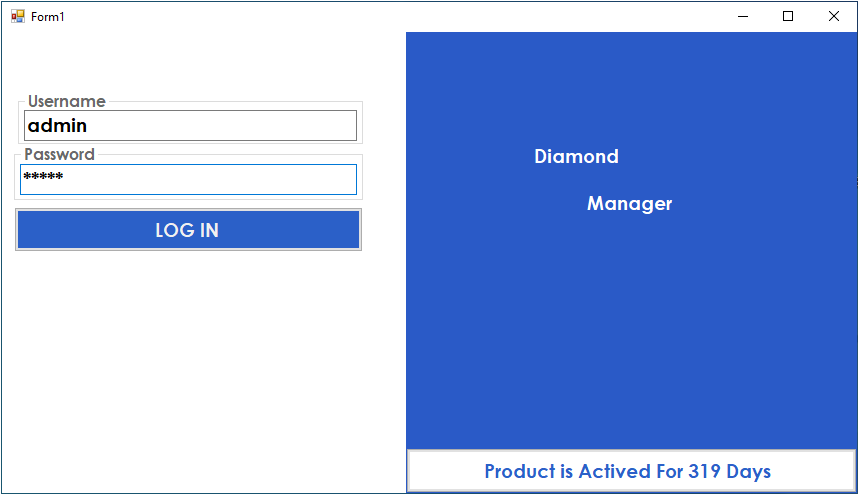 Form1
Username
admin
Password
*****
LOG IN
Diamond
Manager
Product is Actived For 319 Days